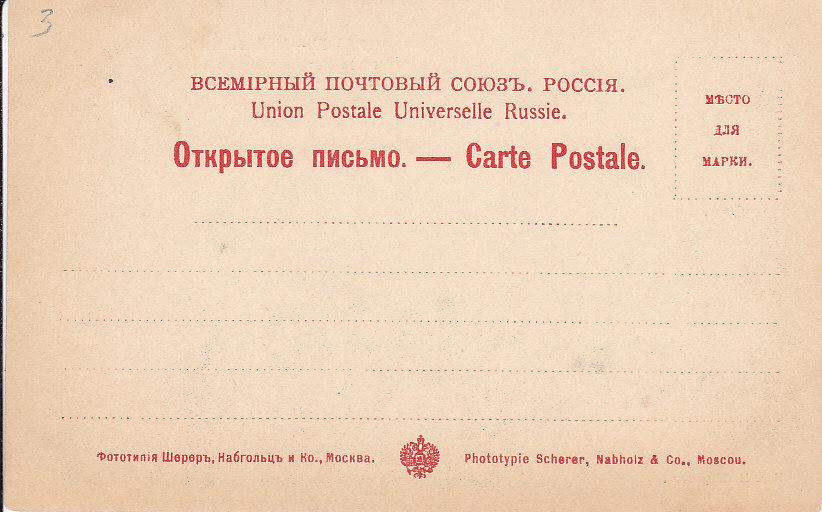 3
ВСЕМІРНЫЙ ПОЧТОВЫЙ СОЮЗЪ. РОССІЯ.
Union Postale Universelle Russie.
Открытое письмо. — Carte Postale.
МѢСТО
ДЛЯ
МАРКИ.
Фототипія Шереръ, Набгольцъ и Ко., Москва.
Phototypie Scherer, Nabholz & Co., Moscou.